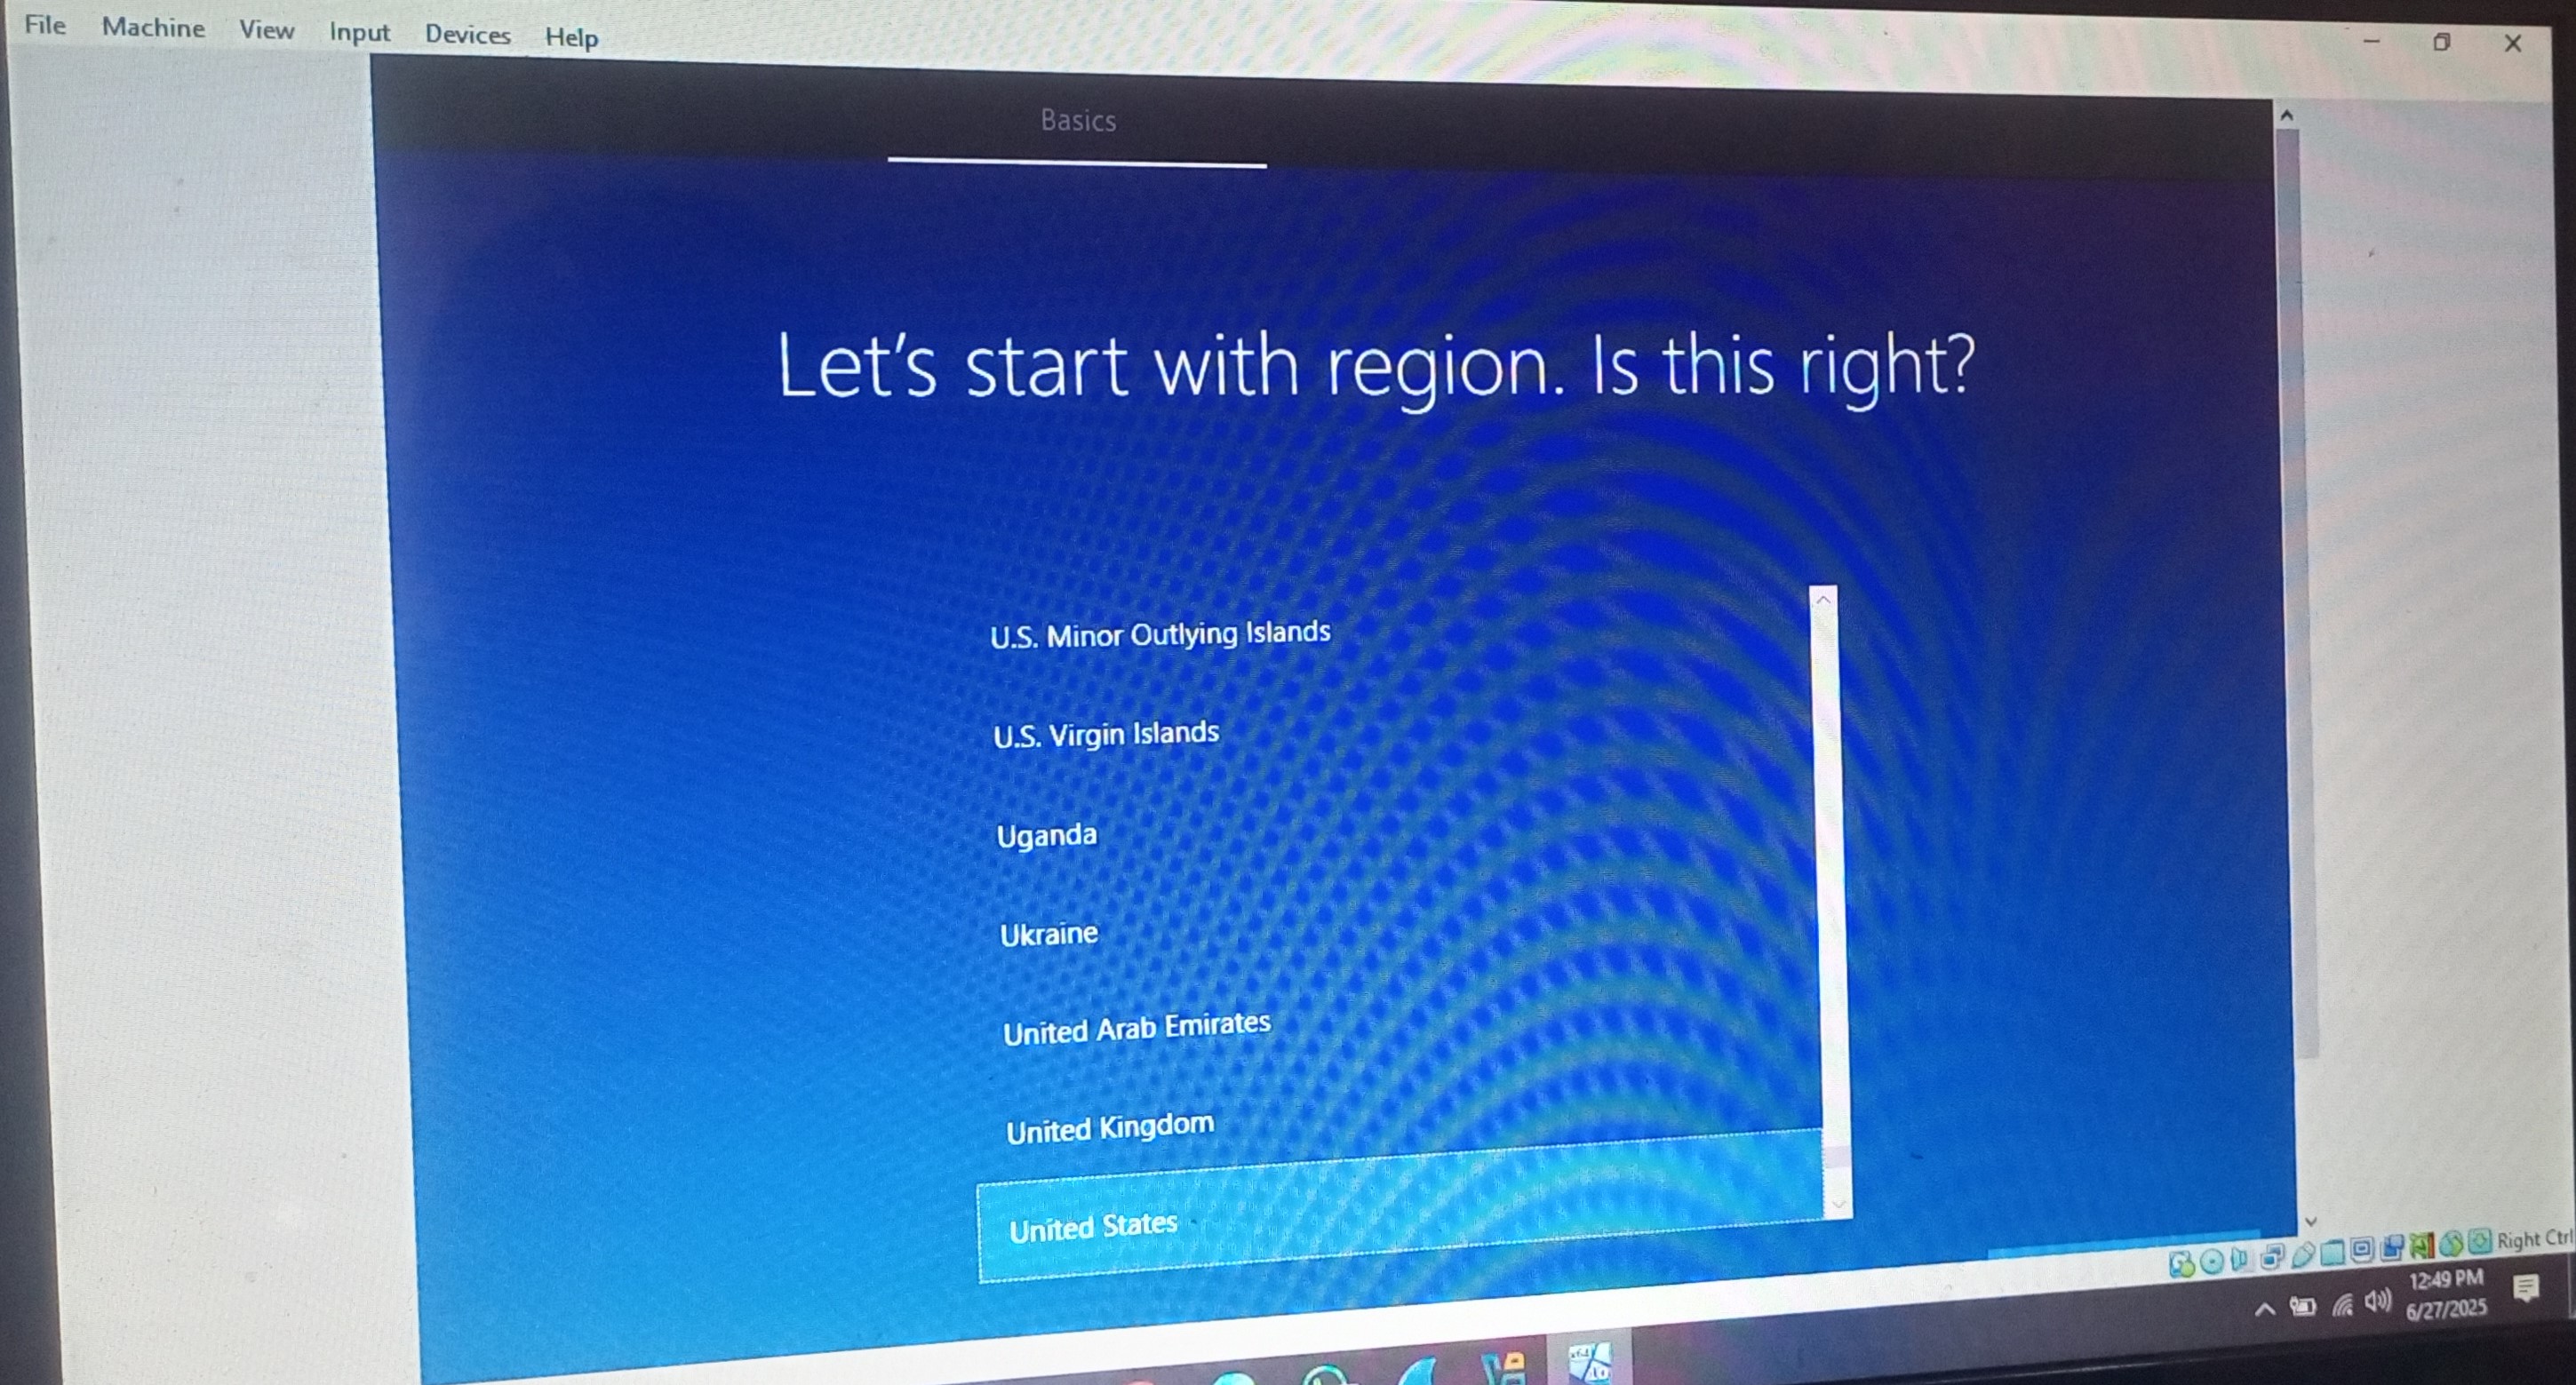 File Machine View Input Devices Help
Basics
Let's start with region. Is this right?
U.S. Minor Outlying Islands
U.S. Virgin Islands
Uganda
Ukraine
United Arab Emirates
United Kingdom
United States
Right Ctrl
12:49 PM
6/27/2025